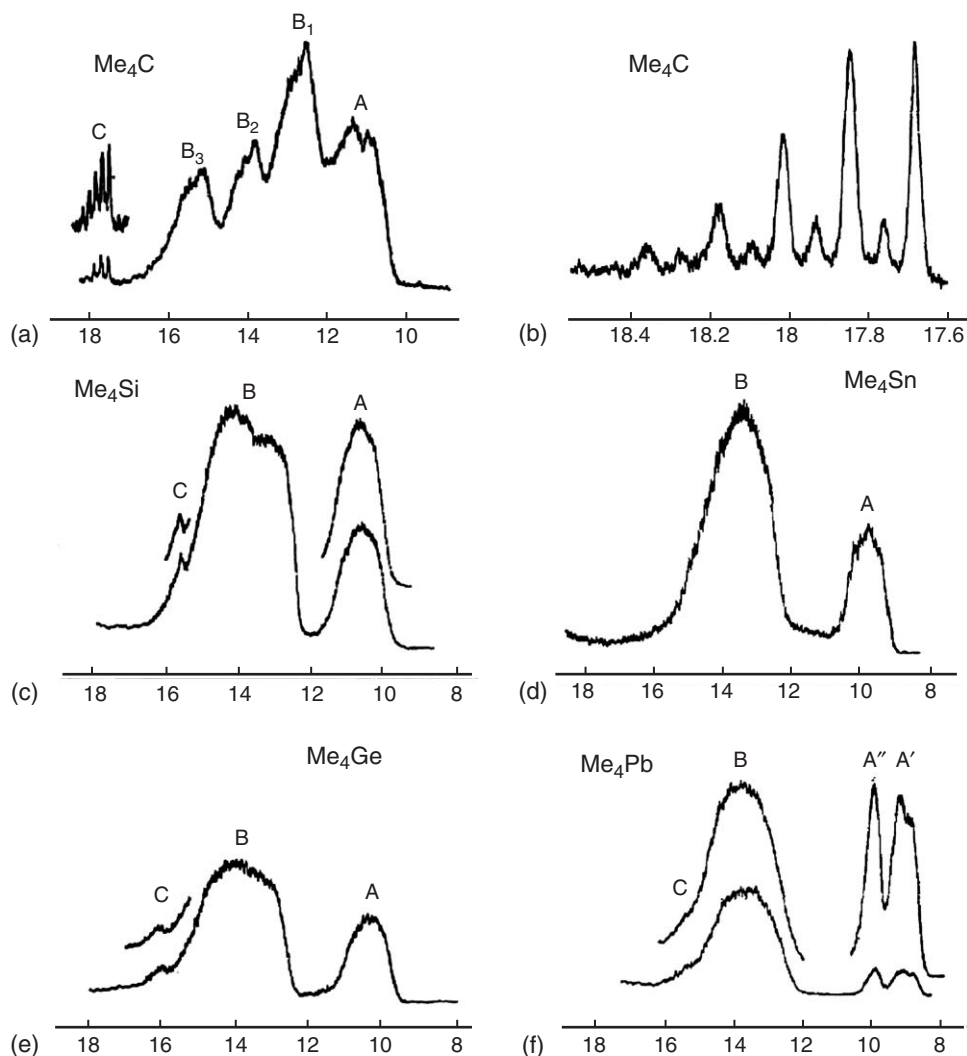 Me₄C
C
B₃
B₂
B₁
A
(a)
18 16 14 12 10
Me₄C
(b)
18.4 18.2 18 17.8 17.6
Me₄Si
C
B
A
(c)
18 16 14 12 10 8
Me₄Sn
B
A
(d)
18 16 14 12 10 8
Me₄Ge
C
B
A
(e)
18 16 14 12 10 8
Me₄Pb
C
B
A″ A′
(f)
18 16 14 12 10 8